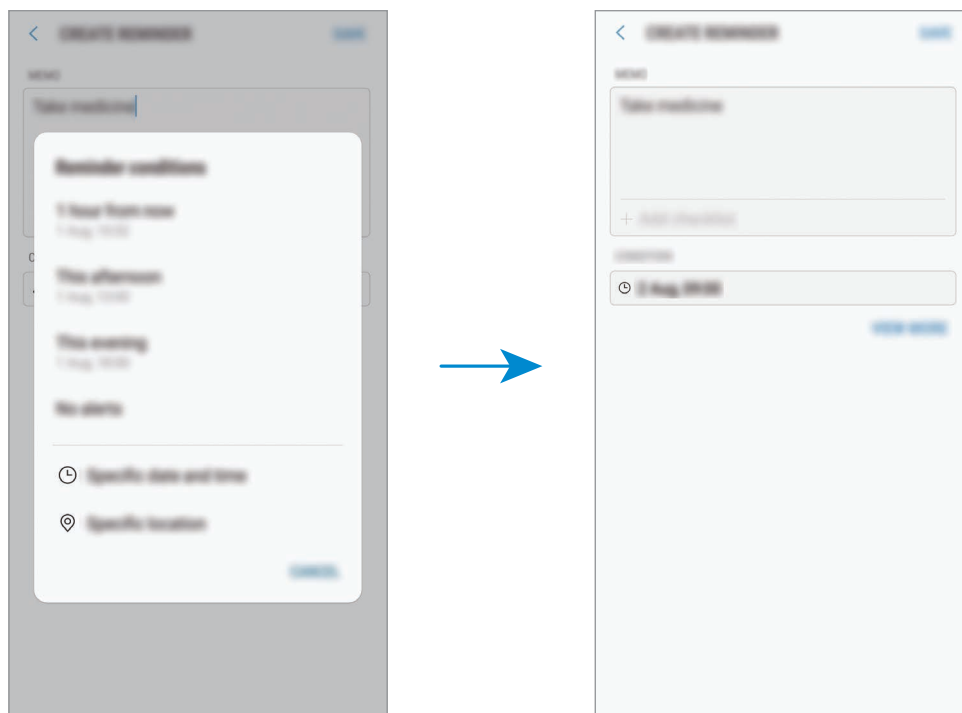 CREATE REMINDER
SAVE
MEMO
Take medicine
Reminder conditions
1 hour from now
This afternoon
This evening
No alerts
Specific date and time
Specific location
CANCEL
CREATE REMINDER
SAVE
MEMO
Take medicine
Add checklist
CONDITION
2 Aug, 09:00
VIEW MORE